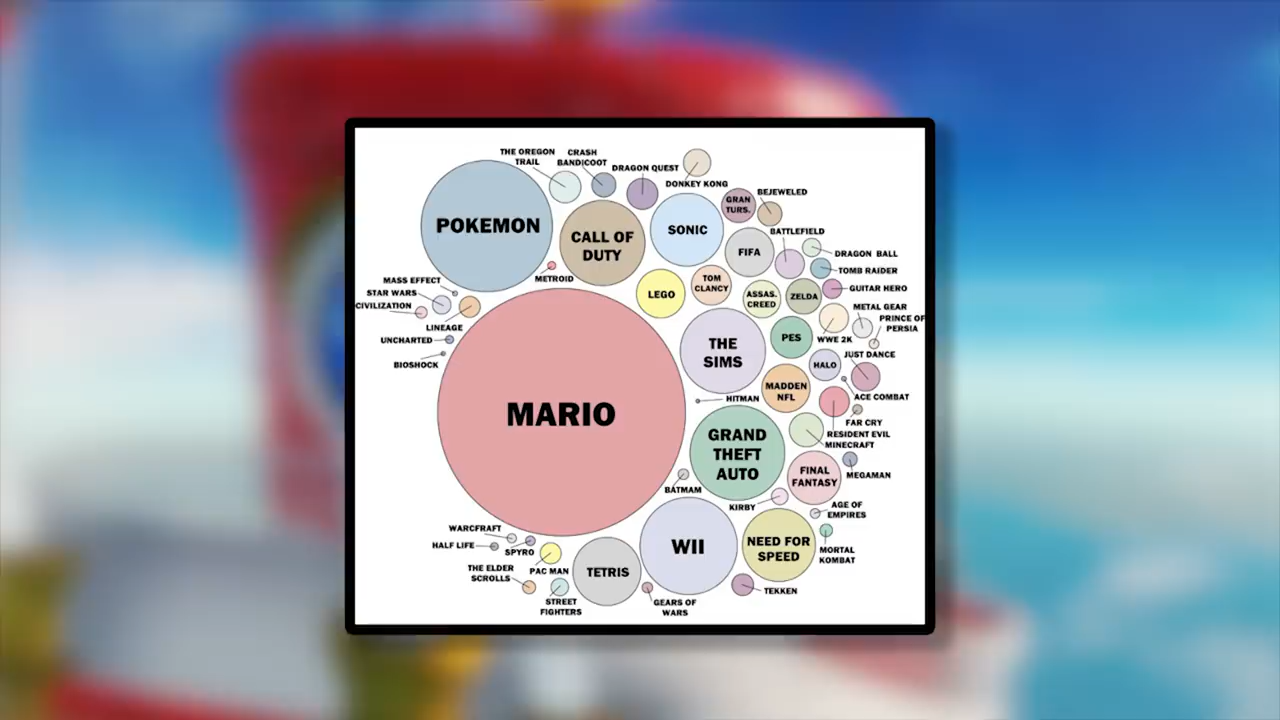 THE OREGON
TRAIL
CRASH
BANDICOOT
DRAGON QUEST
DONKEY KONG
POKEMON
CALL OF
DUTY
SONIC
GRAN
TURS.
BEJEWELED
BATTLEFIELD
FIFA
DRAGON BALL
TOMB RAIDER
METROID
MASS EFFECT
STAR WARS
CIVILIZATION
LINEAGE
UNCHARTED
BIOSHOCK
LEGO
TOM
CLANCY
ASSAS.
CREED
ZELDA
GUITAR HERO
METAL GEAR
PRINCE OF
PERSIA
WWE 2K
THE
SIMS
PES
HALO
JUST DANCE
MADDEN
NFL
ACE COMBAT
HITMAN
FAR CRY
RESIDENT EVIL
MINECRAFT
MARIO
GRAND
THEFT
AUTO
FINAL
FANTASY
MEGAMAN
BATMAM
KIRBY
AGE OF
EMPIRES
WARCFRAFT
HALF LIFE
SPYRO
PAC MAN
THE ELDER
SCROLLS
STREET
FIGHTERS
TETRIS
WII
NEED FOR
SPEED
MORTAL
KOMBAT
GEARS OF
WARS
TEKKEN